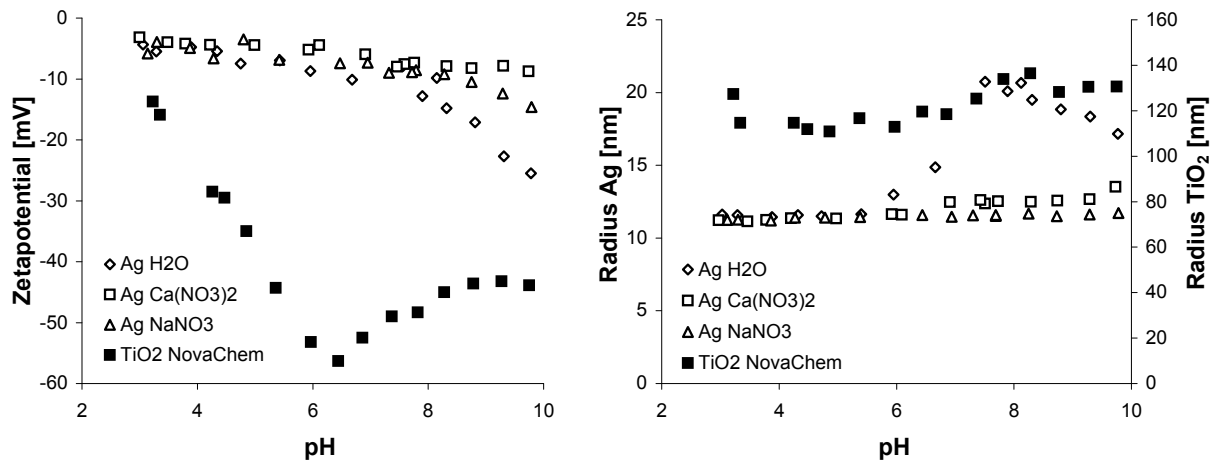 0
-10
-20
-30
-40
-50
-60
Zetapotential [mV]
Ag H2O
Ag Ca(NO3)2
Ag NaNO3
TiO2 NovaChem
2 4 6 8 10
pH
25
20
15
10
5
0
Radius Ag [nm]
Ag H2O
Ag Ca(NO3)2
Ag NaNO3
TiO2 NovaChem
160
140
120
100
80
60
40
20
0
Radius TiO₂ [nm]
2 4 6 8 10
pH